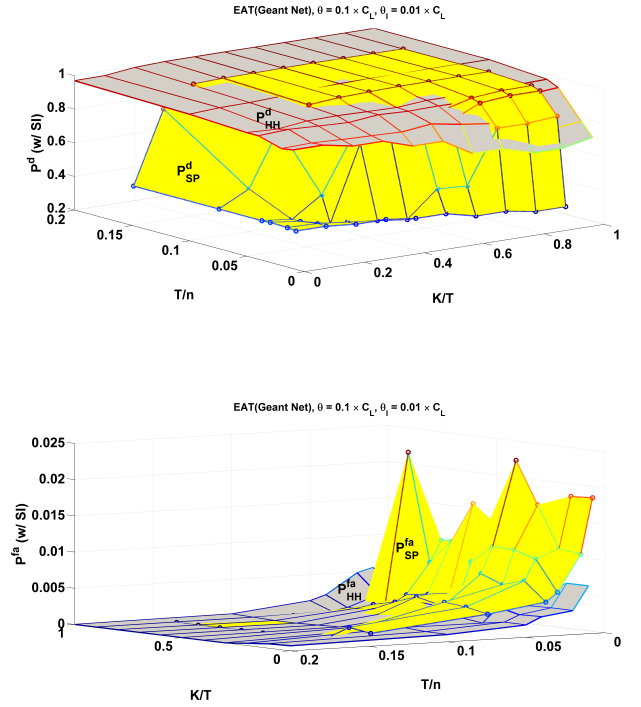 EAT(Geant Net), θ = 0.1 × C_L, θ_l = 0.01 × C_L
P^d (w/ SI)
1
0.8
0.6
0.4
0.2
0.2
0.15
0.1
0.05
0
T/n
0
0.2
0.4
0.6
0.8
1
K/T
P^d_HH
P^d_SP
EAT(Geant Net), θ = 0.1 × C_L, θ_l = 0.01 × C_L
P^fa (w/ SI)
0.025
0.02
0.015
0.01
0.005
0
1
0.5
0
K/T
0.2
0.15
0.1
0.05
0
T/n
P^fa_SP
P^fa_HH